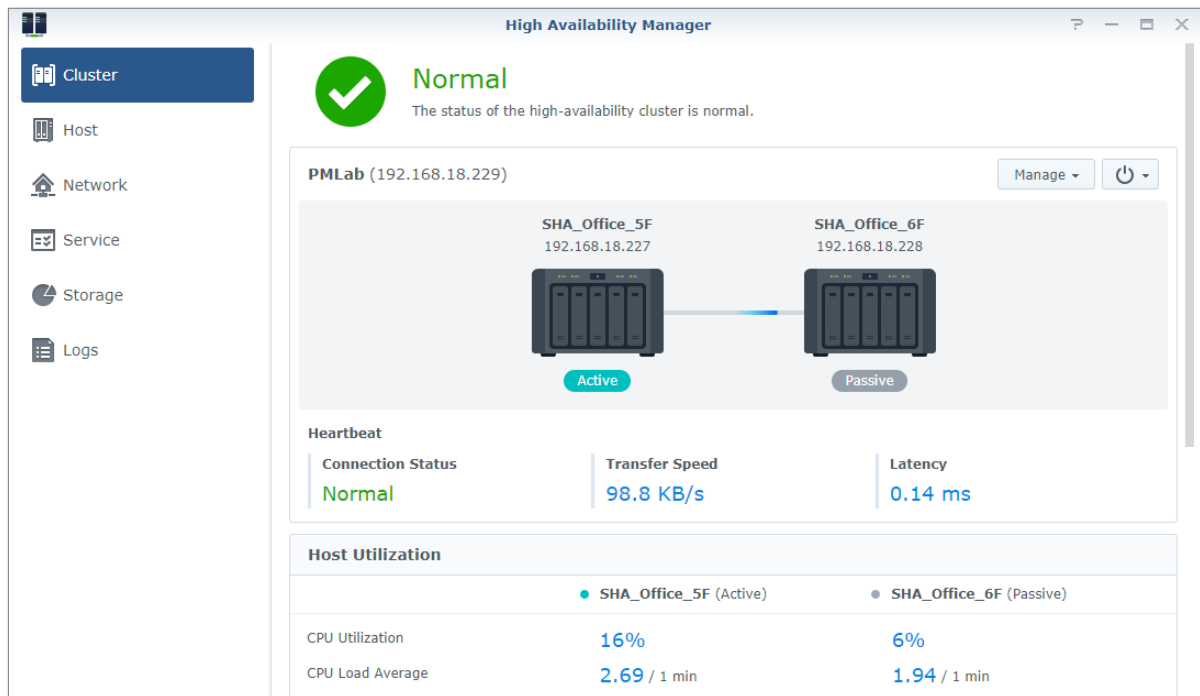 High Availability Manager
Cluster
Host
Network
Service
Storage
Logs
Normal
The status of the high-availability cluster is normal.
PMLab (192.168.18.229)
Manage
SHA_Office_5F SHA_Office_6F
192.168.18.227 192.168.18.228
Active Passive
Heartbeat
Connection Status Transfer Speed Latency
Normal 98.8 KB/s 0.14 ms
Host Utilization
SHA_Office_5F (Active) SHA_Office_6F (Passive)
CPU Utilization 16% 6%
CPU Load Average 2.69 / 1 min 1.94 / 1 min